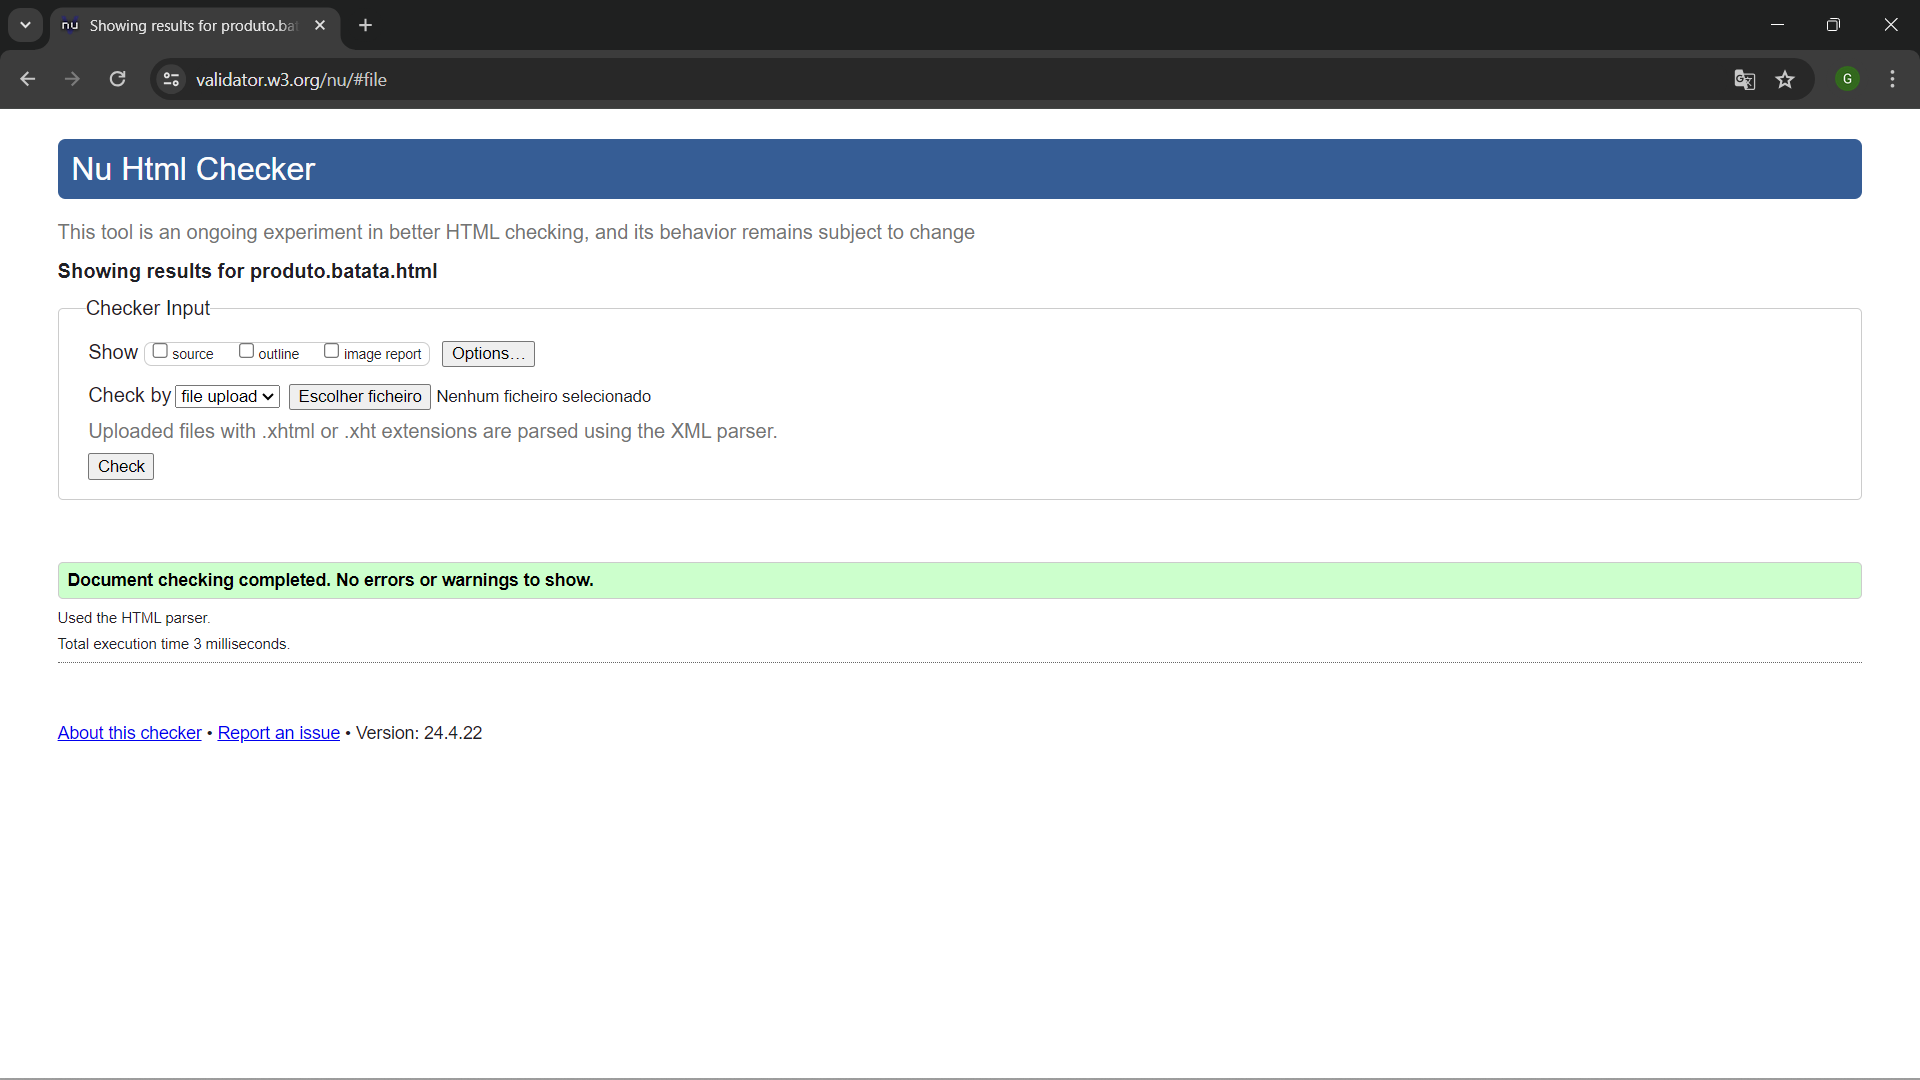 nu Showing results for produto.bat
validator.w3.org/nu/#file
G
Nu Html Checker
This tool is an ongoing experiment in better HTML checking, and its behavior remains subject to change
Showing results for produto.batata.html
Checker Input
Show source outline image report Options...
Check by file upload Escolher ficheiro Nenhum ficheiro selecionado
Uploaded files with .xhtml or .xht extensions are parsed using the XML parser.
Check
Document checking completed. No errors or warnings to show.
Used the HTML parser.
Total execution time 3 milliseconds.
About this checker • Report an issue • Version: 24.4.22